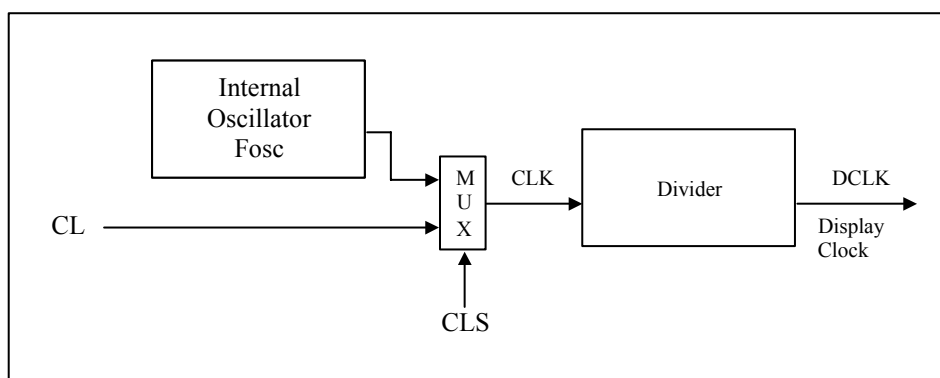 Internal
Oscillator
Fosc
M
U
X
CLK
Divider
DCLK
CL
Display
Clock
CLS